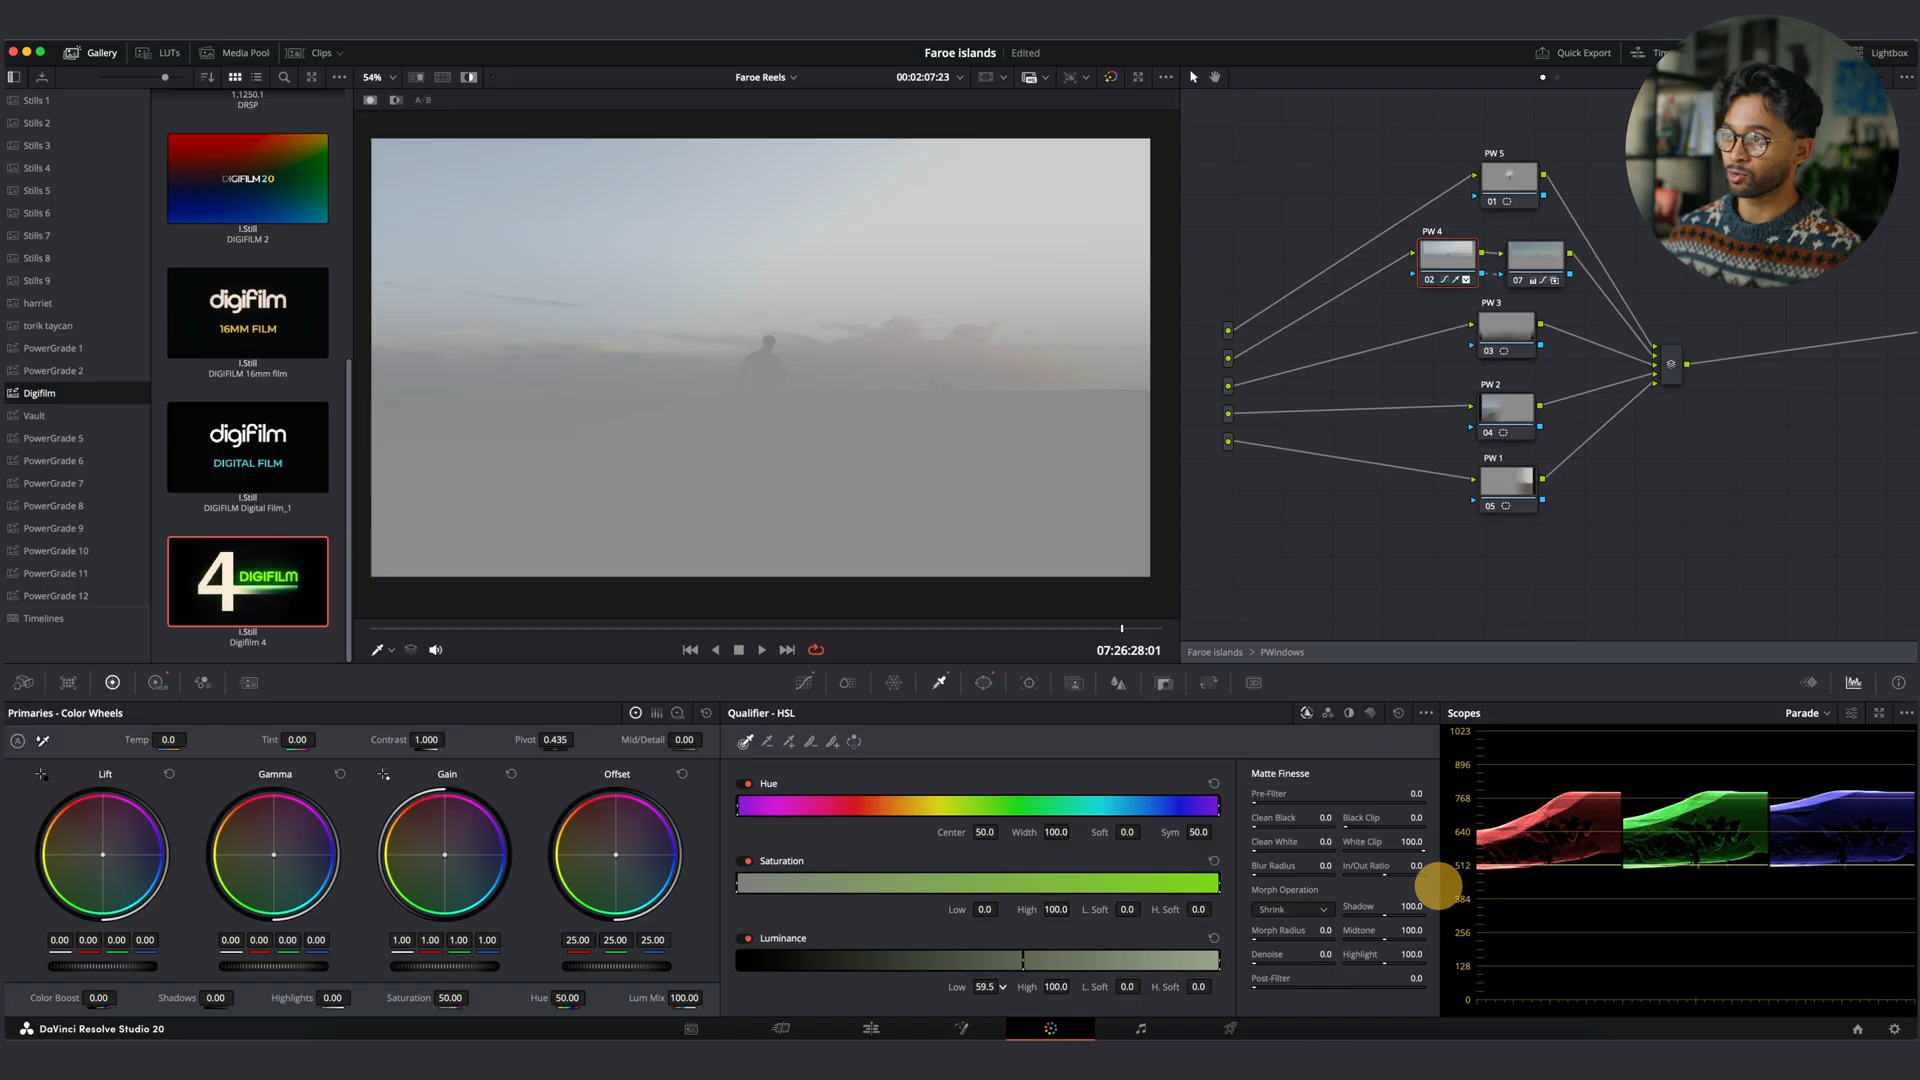 Gallery
LUTs
Media Pool
Clips
Faroe islands
Edited
Quick Export
Lightbox
54%
Faroe Reels
00:02:07:23
A/B
Stills 1
Stills 2
Stills 3
Stills 4
Stills 5
Stills 6
Stills 7
Stills 8
Stills 9
harriet
torik taycan
PowerGrade 1
PowerGrade 2
Digifilm
Vault
PowerGrade 5
PowerGrade 6
PowerGrade 7
PowerGrade 8
PowerGrade 9
PowerGrade 10
PowerGrade 11
PowerGrade 12
Timelines
1.1250.1
DRSP
DIGIFILM 2.0
I.Still
DIGIFILM 2
digifilm
16MM FILM
I.Still
DIGIFILM 16mm film
digifilm
DIGITAL FILM
I.Still
DIGIFILM Digital Film_1
4 DIGIFILM
I.Still
Digifilm 4
07:26:28:01
PW 5
01
PW 4
02
07
PW 3
03
PW 2
04
PW 1
05
Faroe islands > PWindows
Primaries - Color Wheels
A
Temp 0.0
Tint 0.00
Contrast 1.000
Pivot 0.435
Mid/Detail 0.00
Lift
Gamma
Gain
Offset
0.00 0.00 0.00 0.00
0.00 0.00 0.00 0.00
1.00 1.00 1.00 1.00
25.00 25.00 25.00
Color Boost 0.00
Shadows 0.00
Highlights 0.00
Saturation 50.00
Hue 50.00
Lum Mix 100.00
Qualifier - HSL
Hue
Center 50.0 Width 100.0 Soft 0.0 Sym 50.0
Saturation
Low 0.0 High 100.0 L. Soft 0.0 H. Soft 0.0
Luminance
Low 59.5 High 100.0 L. Soft 0.0 H. Soft 0.0
Matte Finesse
Pre-Filter 0.0
Clean Black 0.0 Black Clip 0.0
Clean White 0.0 White Clip 100.0
Blur Radius 0.0 In/Out Ratio 0.0
Morph Operation
Shrink
Shadow 100.0
Morph Radius 0.0 Midtone 100.0
Denoise 0.0 Highlight 100.0
Post-Filter 0.0
Scopes
Parade
1023
896
768
640
512
384
256
128
0
3D
DaVinci Resolve Studio 20